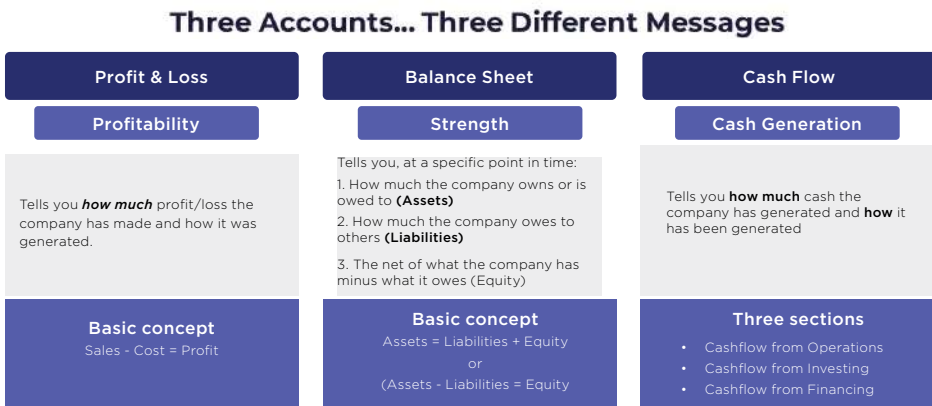 Three Accounts... Three Different Messages
Profit & Loss
Profitability
Tells you how much profit/loss the
company has made and how it was
generated.
Basic concept
Sales - Cost = Profit
Balance Sheet
Strength
Tells you, at a specific point in time:
1. How much the company owns or is
owed to (Assets)
2. How much the company owes to
others (Liabilities)
3. The net of what the company has
minus what it owes (Equity)
Basic concept
Assets = Liabilities + Equity
or
(Assets - Liabilities = Equity
Cash Flow
Cash Generation
Tells you how much cash the
company has generated and how it
has been generated
Three sections
• Cashflow from Operations
• Cashflow from Investing
• Cashflow from Financing